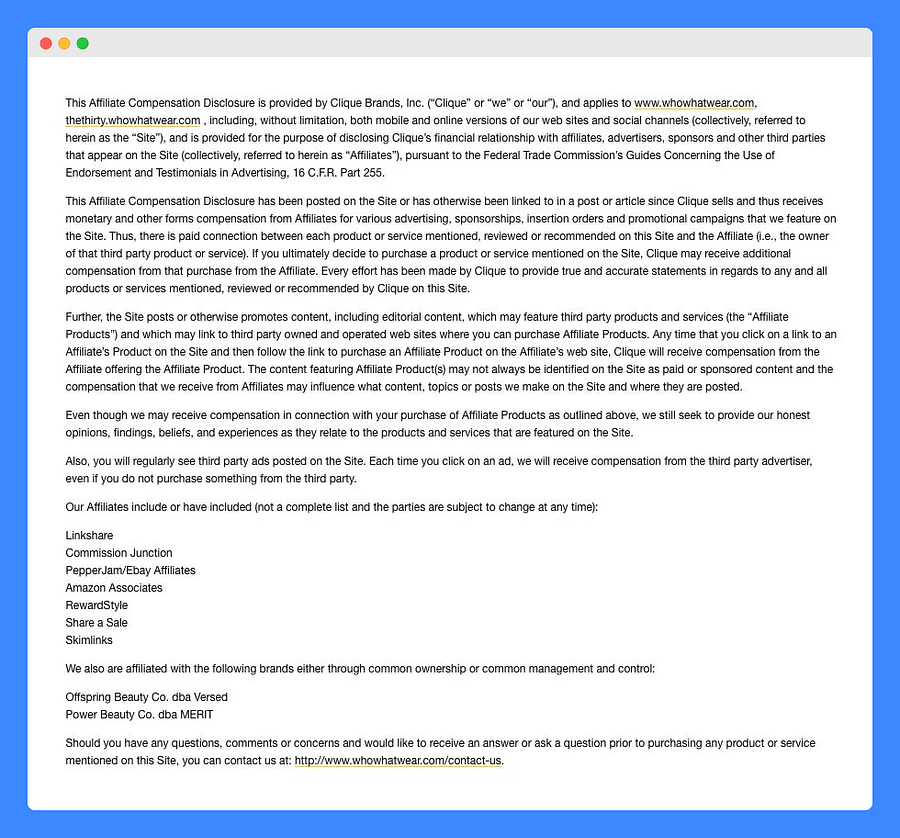 This Affiliate Compensation Disclosure is provided by Clique Brands, Inc. (“Clique” or “we” or “our”), and applies to www.whowhatwear.com,
thethirty.whowhatwear.com , including, without limitation, both mobile and online versions of our web sites and social channels (collectively, referred to
herein as the “Site”), and is provided for the purpose of disclosing Clique’s financial relationship with affiliates, advertisers, sponsors and other third parties
that appear on the Site (collectively, referred to herein as “Affiliates”), pursuant to the Federal Trade Commission’s Guides Concerning the Use of
Endorsement and Testimonials in Advertising, 16 C.F.R. Part 255.
This Affiliate Compensation Disclosure has been posted on the Site or has otherwise been linked to in a post or article since Clique sells and thus receives
monetary and other forms compensation from Affiliates for various advertising, sponsorships, insertion orders and promotional campaigns that we feature on
the Site. Thus, there is paid connection between each product or service mentioned, reviewed or recommended on this Site and the Affiliate (i.e., the owner
of that third party product or service). If you ultimately decide to purchase a product or service mentioned on the Site, Clique may receive additional
compensation from that purchase from the Affiliate. Every effort has been made by Clique to provide true and accurate statements in regards to any and all
products or services mentioned, reviewed or recommended by Clique on this Site.
Further, the Site posts or otherwise promotes content, including editorial content, which may feature third party products and services (the “Affiliate
Products”) and which may link to third party owned and operated web sites where you can purchase Affiliate Products. Any time that you click on a link to an
Affiliate’s Product on the Site and then follow the link to purchase an Affiliate Product on the Affiliate’s web site, Clique will receive compensation from the
Affiliate offering the Affiliate Product. The content featuring Affiliate Product(s) may not always be identified on the Site as paid or sponsored content and the
compensation that we receive from Affiliates may influence what content, topics or posts we make on the Site and where they are posted.
Even though we may receive compensation in connection with your purchase of Affiliate Products as outlined above, we still seek to provide our honest
opinions, findings, beliefs, and experiences as they relate to the products and services that are featured on the Site.
Also, you will regularly see third party ads posted on the Site. Each time you click on an ad, we will receive compensation from the third party advertiser,
even if you do not purchase something from the third party.
Our Affiliates include or have included (not a complete list and the parties are subject to change at any time):
Linkshare
Commission Junction
PepperJam/Ebay Affiliates
Amazon Associates
RewardStyle
Share a Sale
Skimlinks
We also are affiliated with the following brands either through common ownership or common management and control:
Offspring Beauty Co. dba Versed
Power Beauty Co. dba MERIT
Should you have any questions, comments or concerns and would like to receive an answer or ask a question prior to purchasing any product or service
mentioned on this Site, you can contact us at: http://www.whowhatwear.com/contact-us.